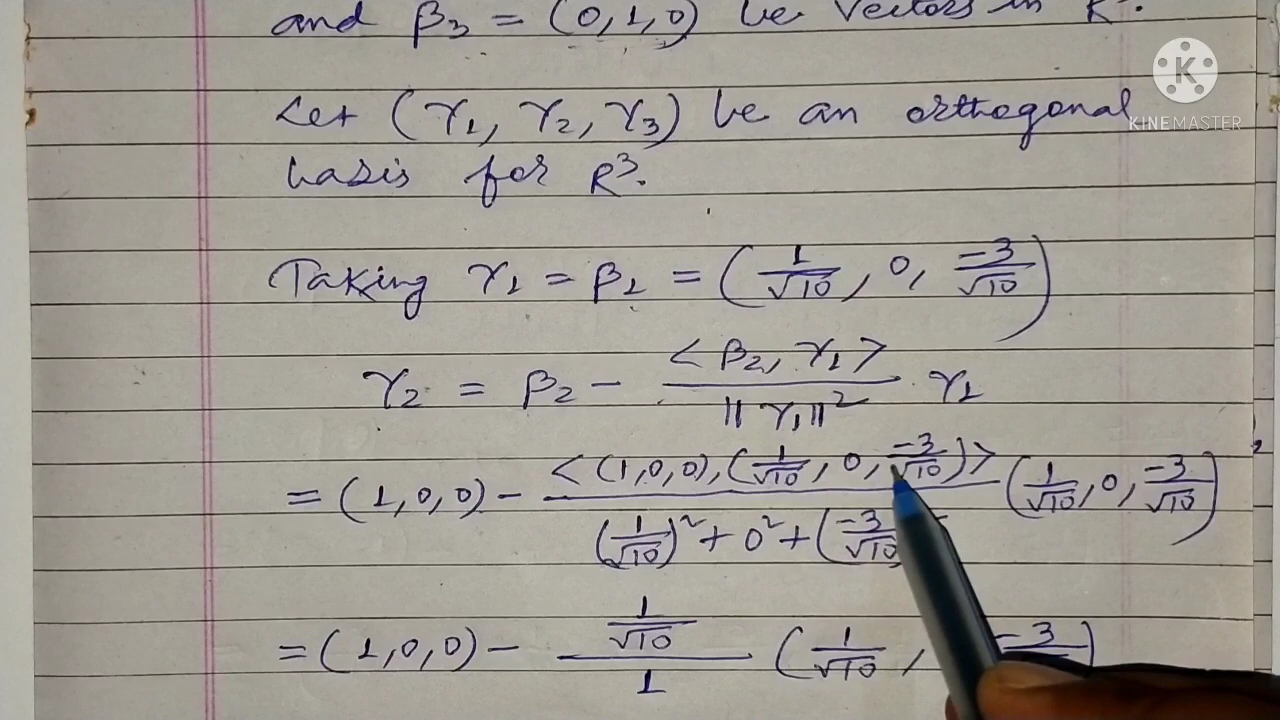 and β₃ = (0,1,0) be vectors in R³.
K
KINEMASTER
Let (γ₁, γ₂, γ₃) be an orthogonal
basis for R³.
Taking γ₁ = β₁ = (1/√10, 0, -3/√10)
γ₂ = β₂ - <β₂, γ₁>/||γ₁||² γ₁
= (1,0,0) - <(1,0,0),(1/√10, 0, -3/√10)>/(1/√10)² + 0² + (-3/√10 (1/√10, 0, -3/√10)
= (1,0,0) - 1/√10/1 (1/√10, -3